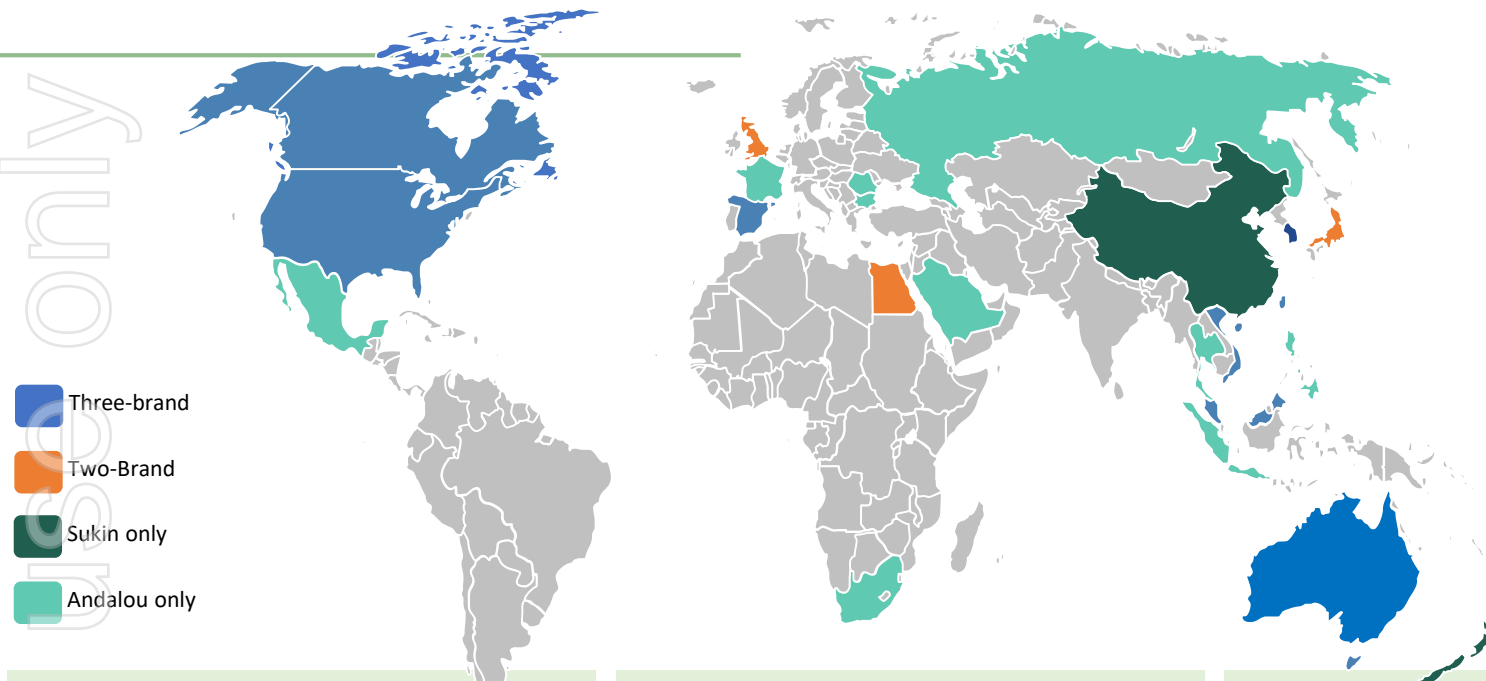 use only
Three-brand
Two-Brand
Sukin only
Andalou only